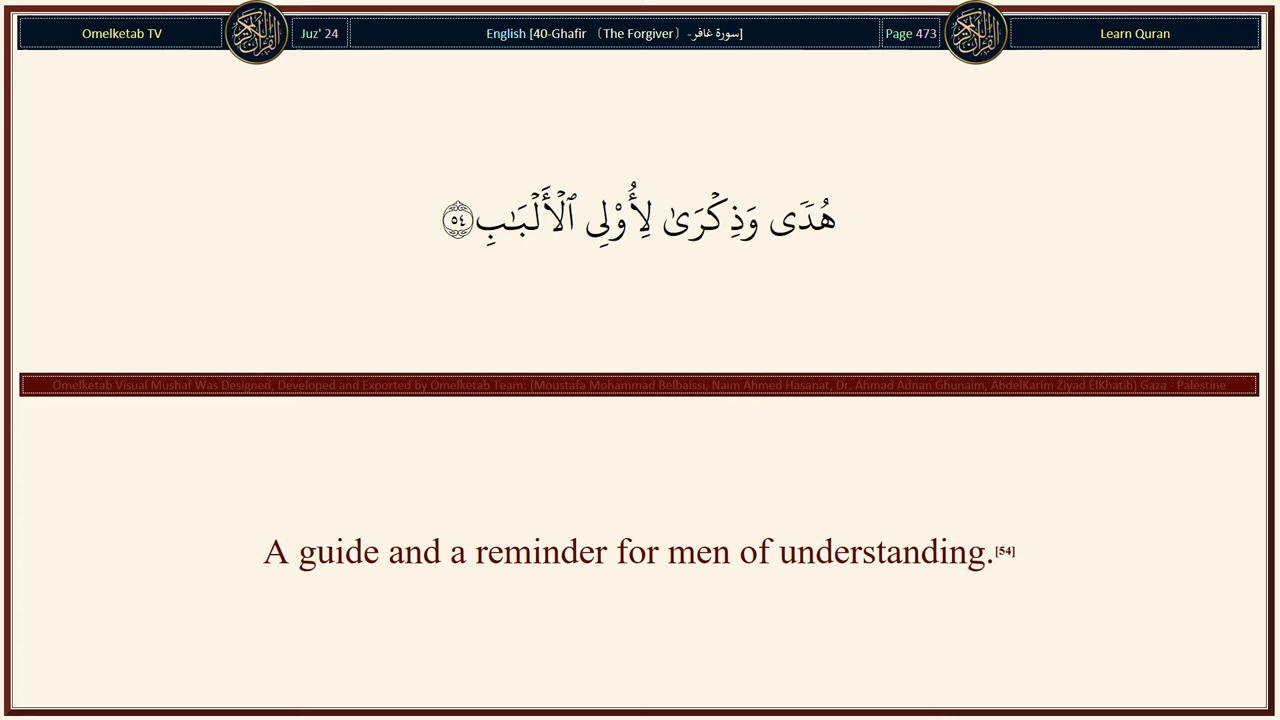 Omelketab TV
Juz' 24
English [40-Ghafir （The Forgiver）-سورة غافر]
Page 473
Learn Quran
هُدٗى وَذِكۡرَىٰ لِأُوْلِي ٱلۡأَلۡبَٰبِ ٥٤
Omelketab Visual Mushaf Was Designed, Developed and Exported by Omelketab Team: (Moustafa Mohammad Belbaissi, Naim Ahmed Hasanat, Dr. Ahmad Adnan Ghunaim, AbdelKarim Ziyad ElKhatib) Gaza - Palestine
A guide and a reminder for men of understanding.[54]